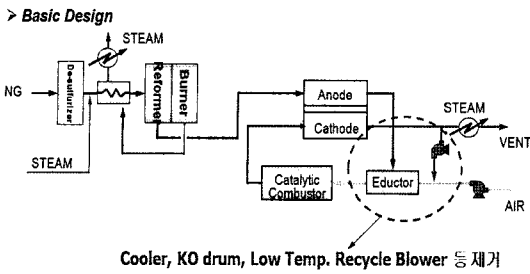 ➢ Basic Design
STEAM
Desulfurizer
Reformer
Burner
NG
STEAM
Anode
Cathode
STEAM
VENT
Catalytic
Combustor
Eductor
AIR
Cooler, KO drum, Low Temp. Recycle Blower 등 제거